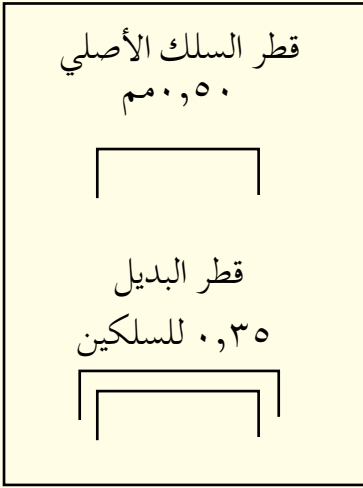 قطر السلك الأصلي
٠,٥٠مم
قطر البديل
٠,٣٥ للسلكين